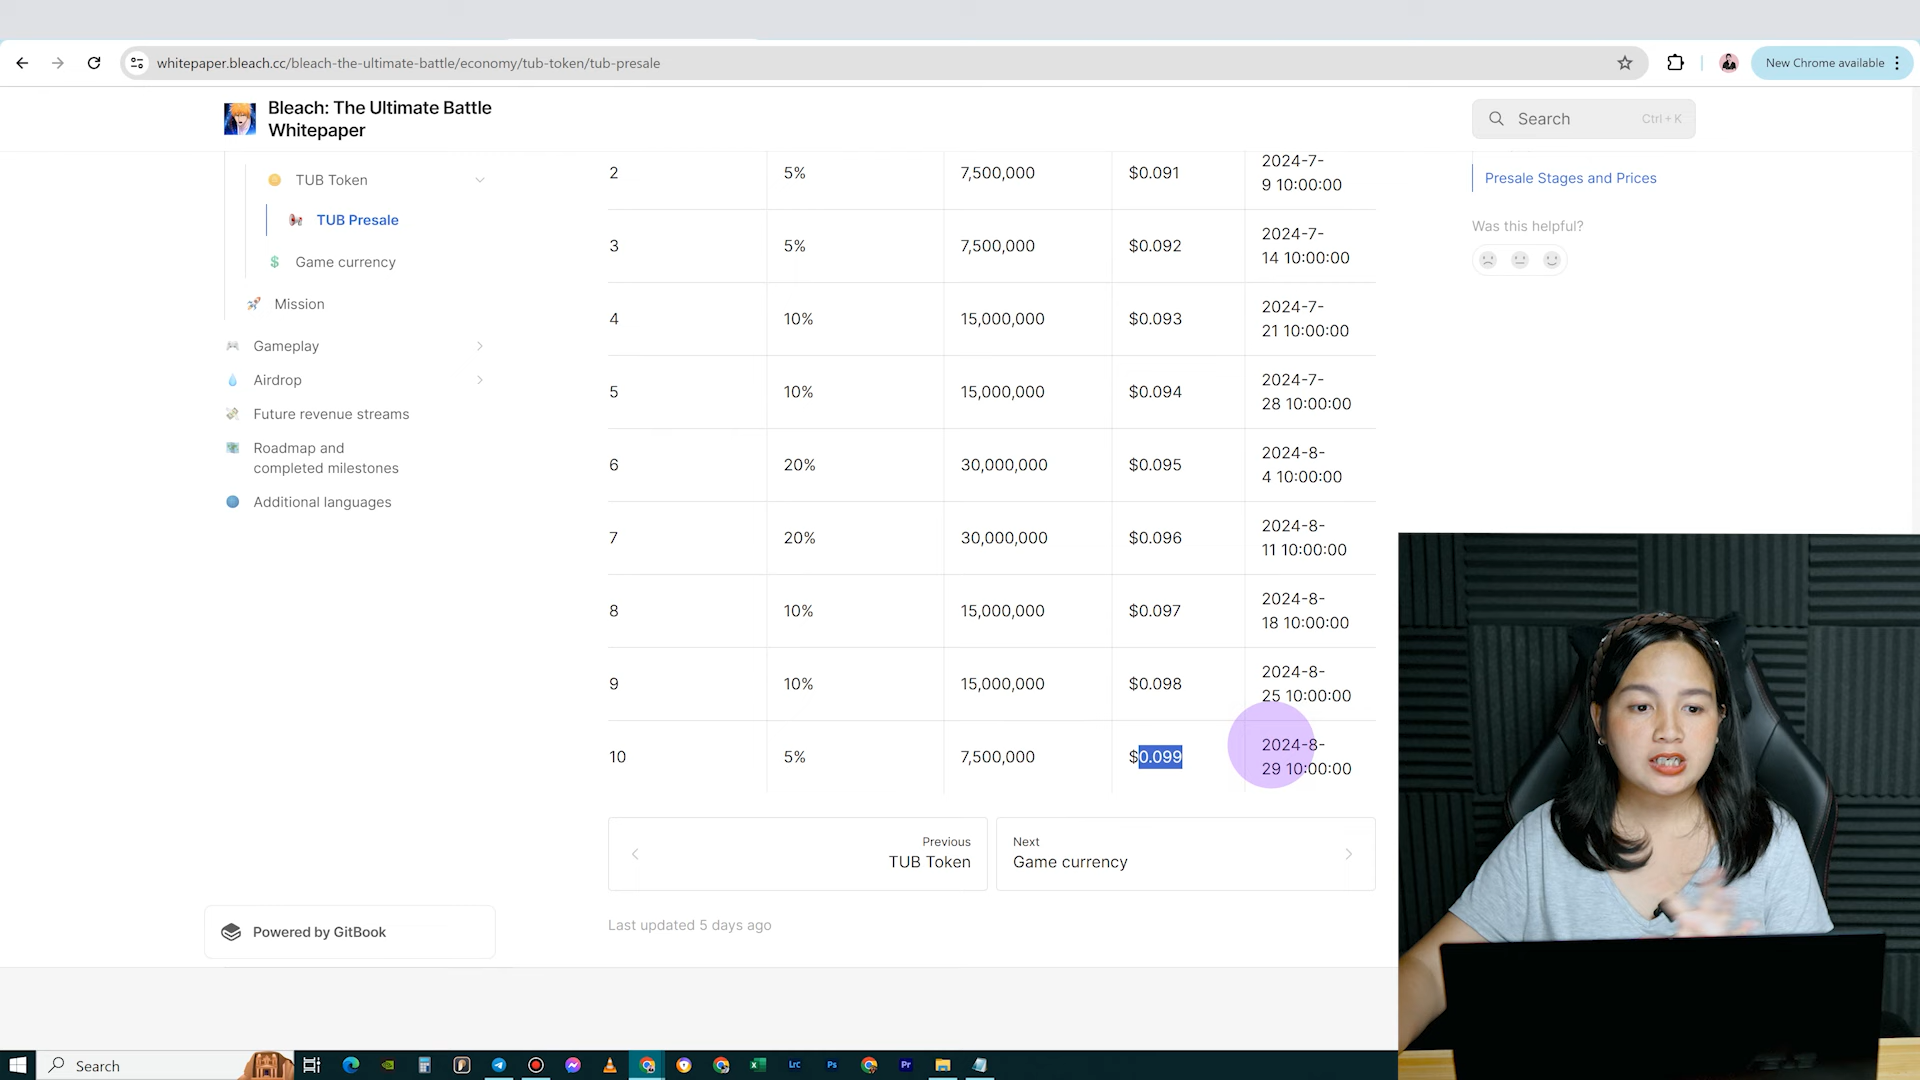 whitepaper.bleach.cc/bleach-the-ultimate-battle/economy/tub-token/tub-presale
New Chrome available
Bleach: The Ultimate Battle
Whitepaper
Search
Ctrl + K
TUB Token
TUB Presale
Game currency
Mission
Gameplay
Airdrop
Future revenue streams
Roadmap and
completed milestones
Additional languages
Powered by GitBook
2 5% 7,500,000 $0.091 2024-7-
9 10:00:00
3 5% 7,500,000 $0.092 2024-7-
14 10:00:00
4 10% 15,000,000 $0.093 2024-7-
21 10:00:00
5 10% 15,000,000 $0.094 2024-7-
28 10:00:00
6 20% 30,000,000 $0.095 2024-8-
4 10:00:00
7 20% 30,000,000 $0.096 2024-8-
11 10:00:00
8 10% 15,000,000 $0.097 2024-8-
18 10:00:00
9 10% 15,000,000 $0.098 2024-8-
25 10:00:00
10 5% 7,500,000 $0.099 2024-8-
29 10:00:00
Previous
TUB Token
Next
Game currency
Last updated 5 days ago
Presale Stages and Prices
Was this helpful?
Search
LrC
Ps
Pr